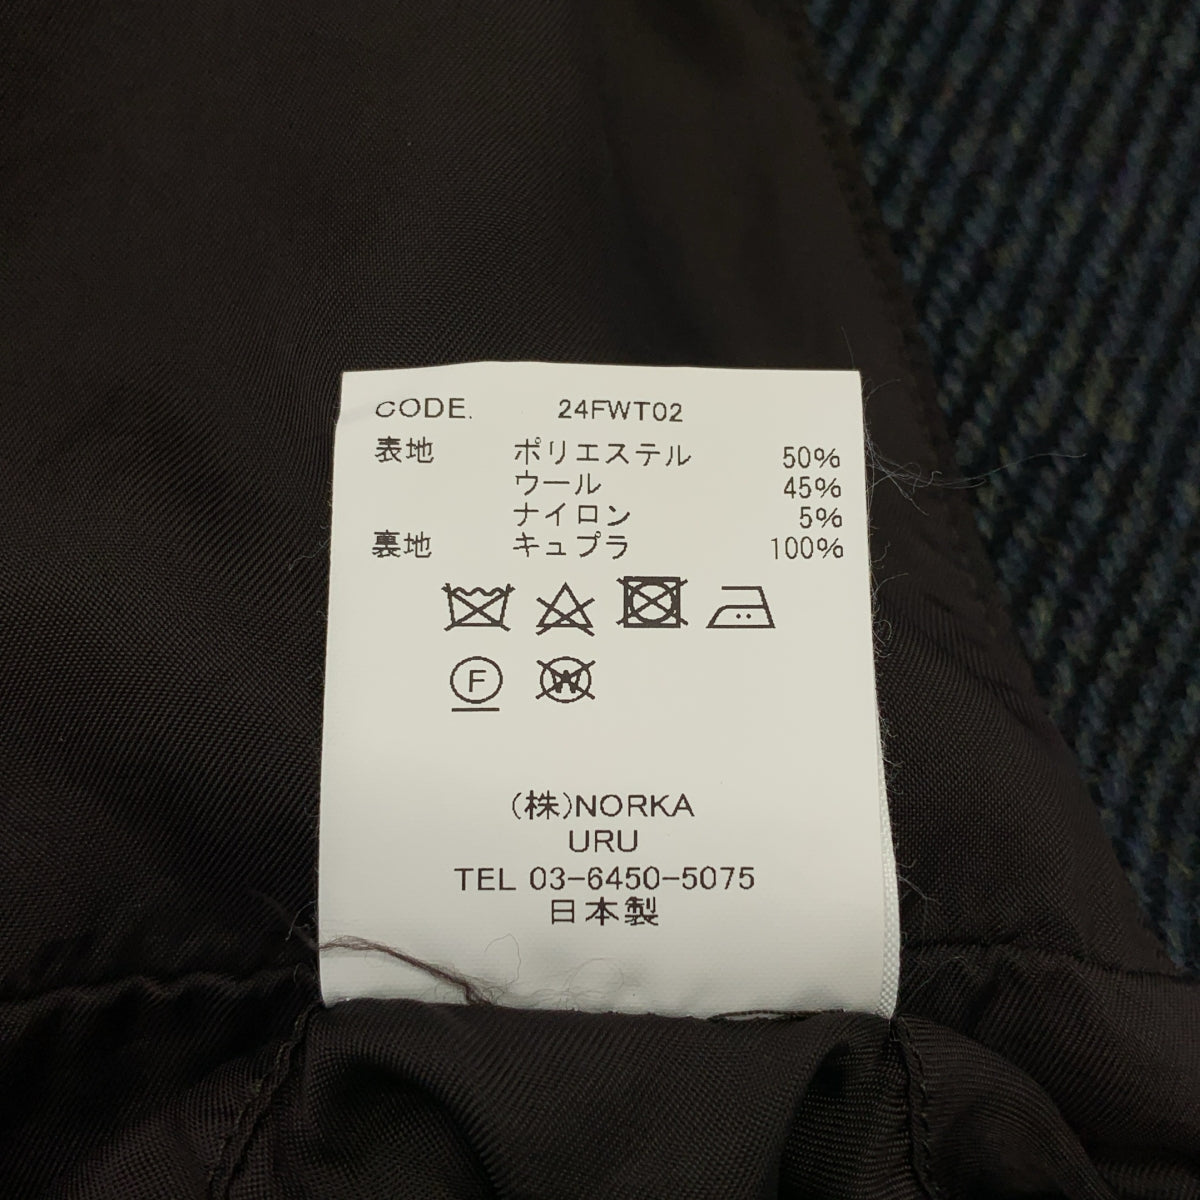 CODE. 24FWT02
表地 ポリエステル 50%
ウール 45%
ナイロン 5%
裏地 キュプラ 100%
F W
(株)NORKA
URU
TEL 03-6450-5075
日本製